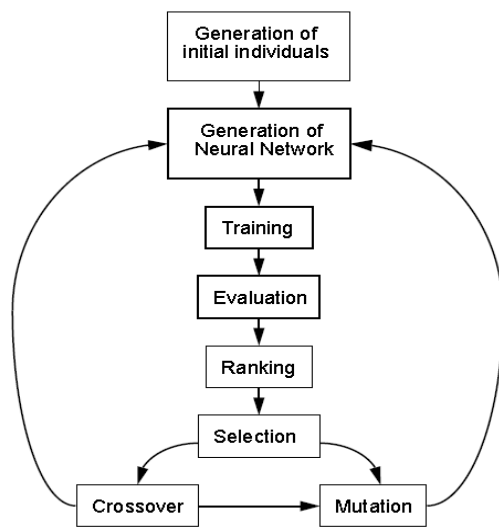 Generation of
initial individuals
Generation of
Neural Network
Training
Evaluation
Ranking
Selection
Crossover
Mutation